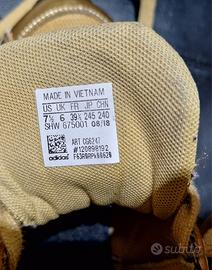 MADE IN VIETNAM
US UK FR JP CHN
7½ 6 39⅓ 245 240
SHW 675001 08/18
ART CG6247
#120898192
adidas
subito